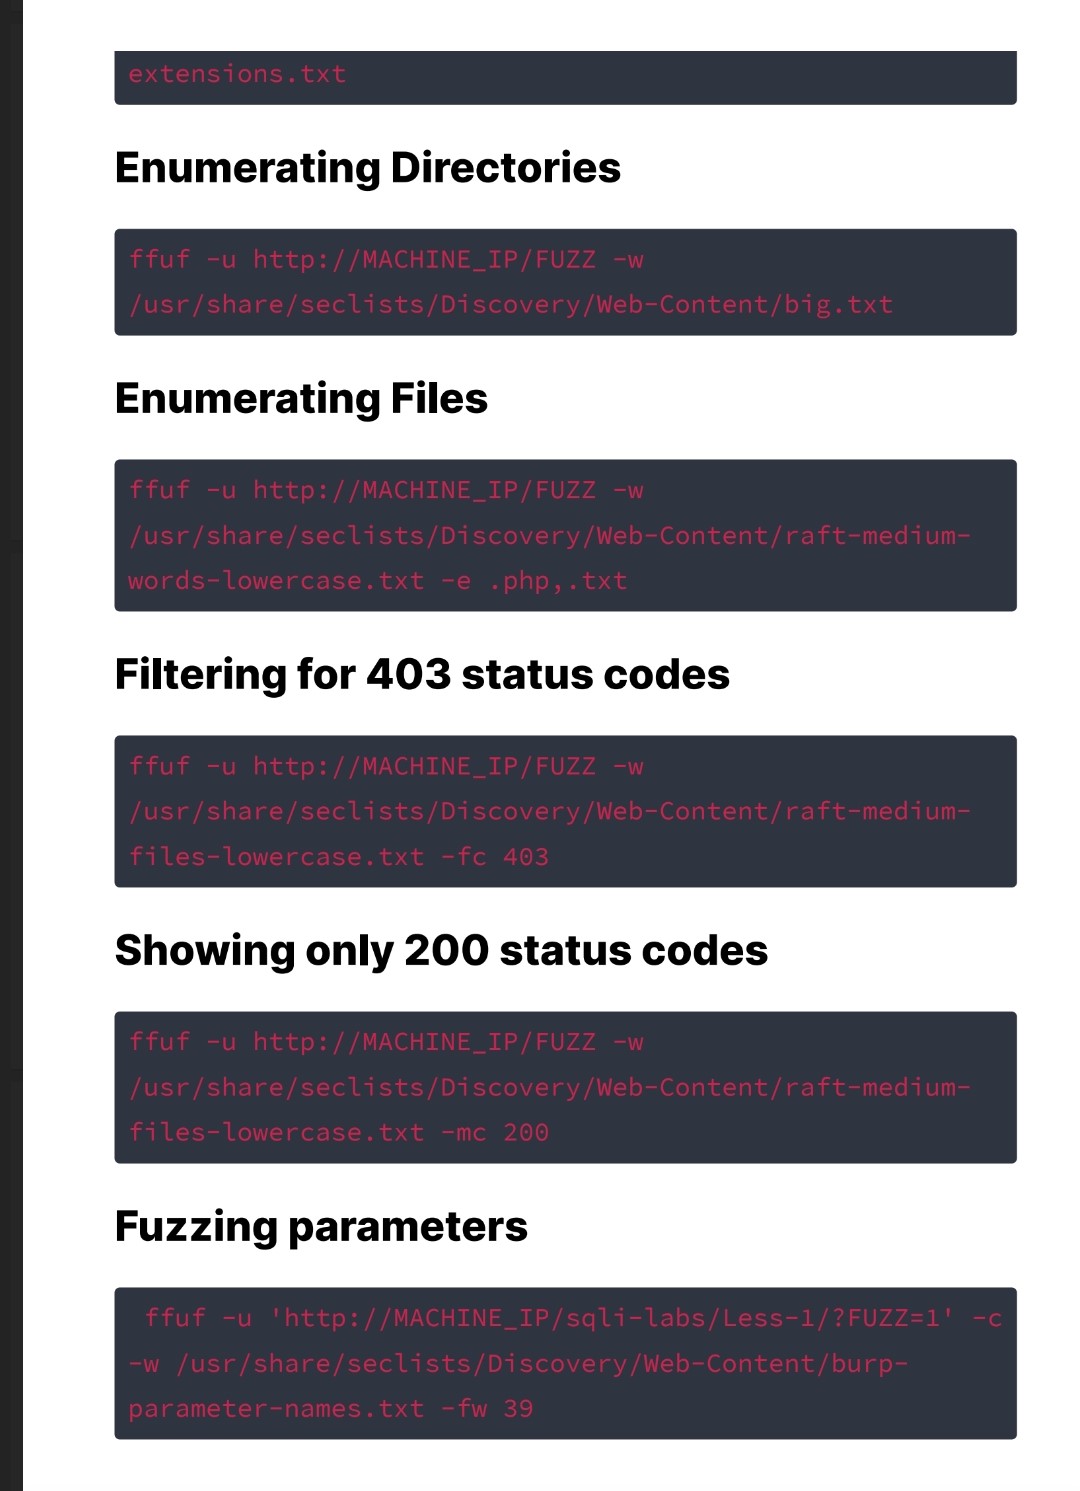 extensions.txt
Enumerating Directories
ffuf -u http://MACHINE_IP/FUZZ -w
/usr/share/seclists/Discovery/Web-Content/big.txt
Enumerating Files
ffuf -u http://MACHINE_IP/FUZZ -w
/usr/share/seclists/Discovery/Web-Content/raft-medium-
words-lowercase.txt -e .php,.txt
Filtering for 403 status codes
ffuf -u http://MACHINE_IP/FUZZ -w
/usr/share/seclists/Discovery/Web-Content/raft-medium-
files-lowercase.txt -fc 403
Showing only 200 status codes
ffuf -u http://MACHINE_IP/FUZZ -w
/usr/share/seclists/Discovery/Web-Content/raft-medium-
files-lowercase.txt -mc 200
Fuzzing parameters
ffuf -u 'http://MACHINE_IP/sqli-labs/Less-1/?FUZZ=1' -c
-w /usr/share/seclists/Discovery/Web-Content/burp-
parameter-names.txt -fw 39